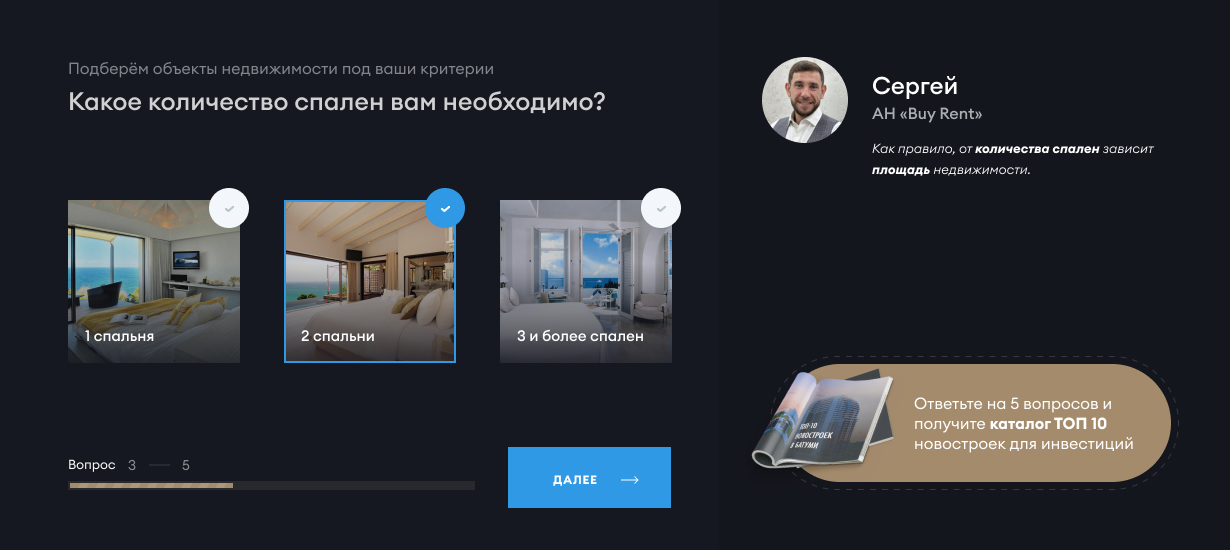 Подберём объекты недвижимости под ваши критерии
Какое количество спален вам необходимо?
1 спальня
2 спальни
3 и более спален
Вопрос 3 5
ДАЛЕЕ
Сергей
АН «Buy Rent»
Как правило, от количества спален зависит
площадь недвижимости.
ТОП-10
НОВОСТРОЕК
В БАТУМИ
Ответьте на 5 вопросов и
получите каталог ТОП 10
новостроек для инвестиций